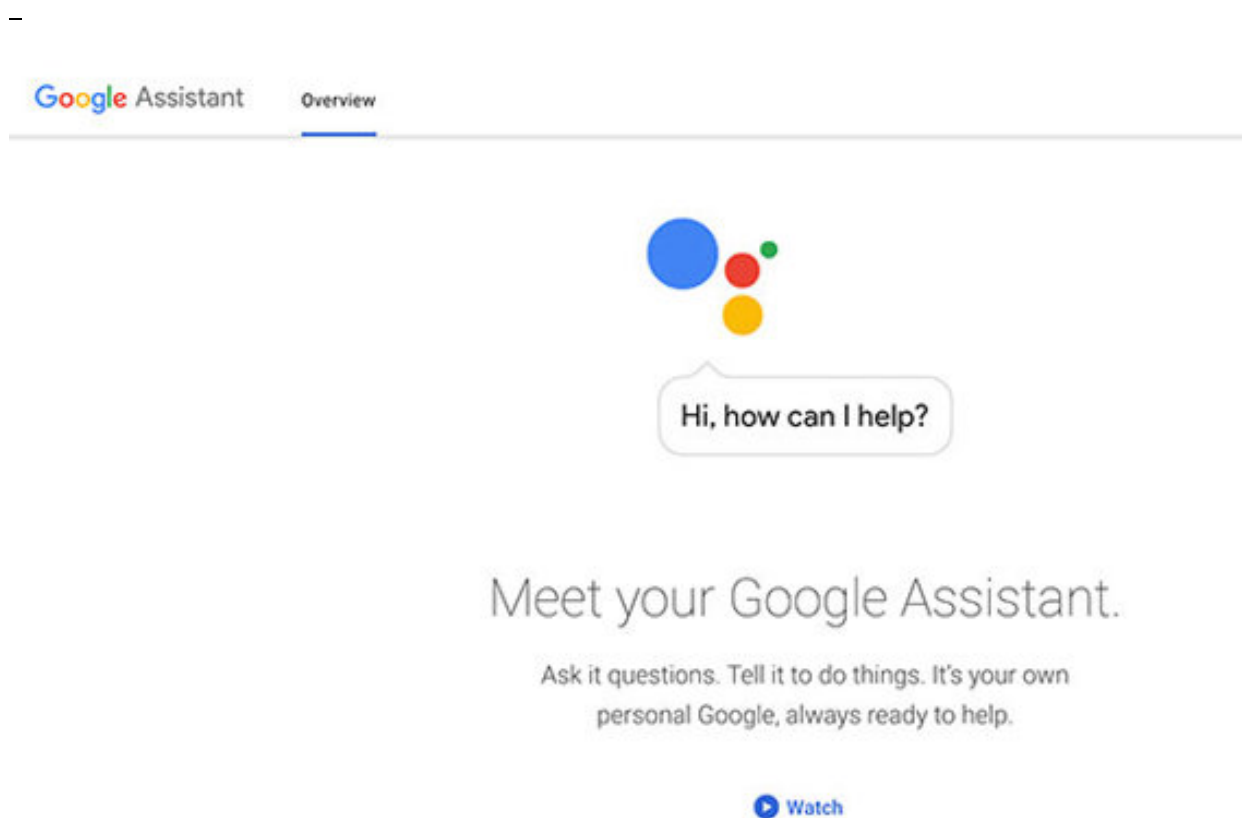 Google Assistant Overview
Hi, how can I help?
Meet your Google Assistant.
Ask it questions. Tell it to do things. It's your own
personal Google, always ready to help.
Watch